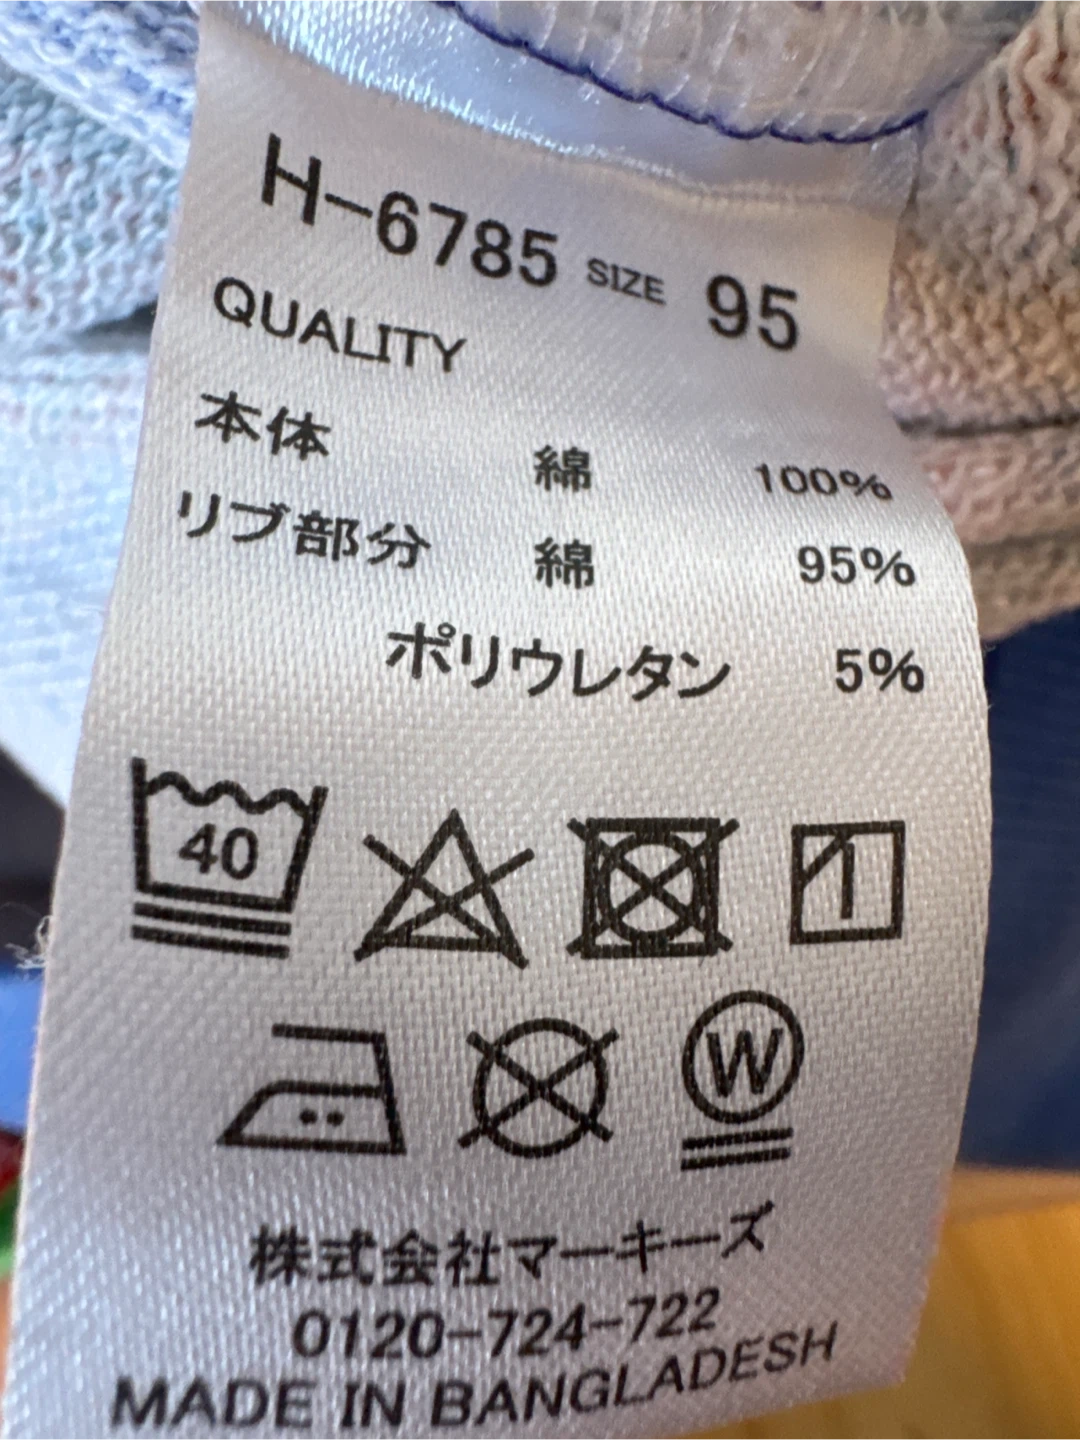 H-6785 SIZE 95
QUALITY
本体 綿 100%
リブ部分 綿 95%
ポリウレタン 5%
40
W
株式会社マーキーズ
0120-724-722
MADE IN BANGLADESH